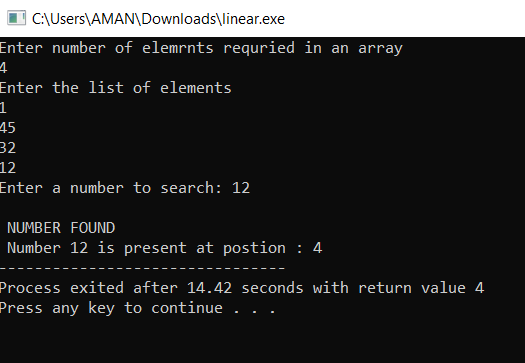 C:\Users\AMAN\Downloads\linear.exe
Enter number of elemrnts requried in an array
4
Enter the list of elements
1
45
32
12
Enter a number to search: 12
NUMBER FOUND
Number 12 is present at postion : 4
--------------------------------
Process exited after 14.42 seconds with return value 4
Press any key to continue . . .